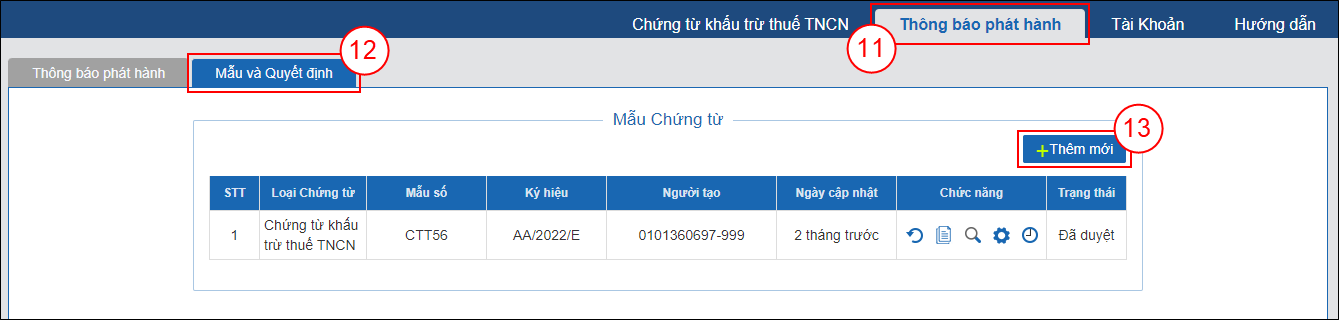 Chứng từ khấu trừ thuế TNCN Thông báo phát hành Tài Khoản Hướng dẫn
11
12
Thông báo phát hành Mẫu và Quyết định
Mẫu Chứng từ
13
+Thêm mới
STT Loại Chứng từ Mẫu số Ký hiệu Người tạo Ngày cập nhật Chức năng Trạng thái
1 Chứng từ khấu trừ thuế TNCN CTT56 AA/2022/E 0101360697-999 2 tháng trước Đã duyệt